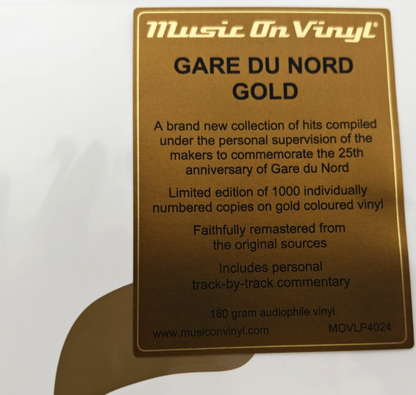 Music On Vinyl®
GARE DU NORD
GOLD
A brand new collection of hits compiled
under the personal supervision of the
makers to commemorate the 25th
anniversary of Gare du Nord
Limited edition of 1000 individually
numbered copies on gold coloured vinyl
Faithfully remastered from
the original sources
Includes personal
track-by-track commentary
180 gram audiophile vinyl
www.musiconvinyl.com MOVLP4024